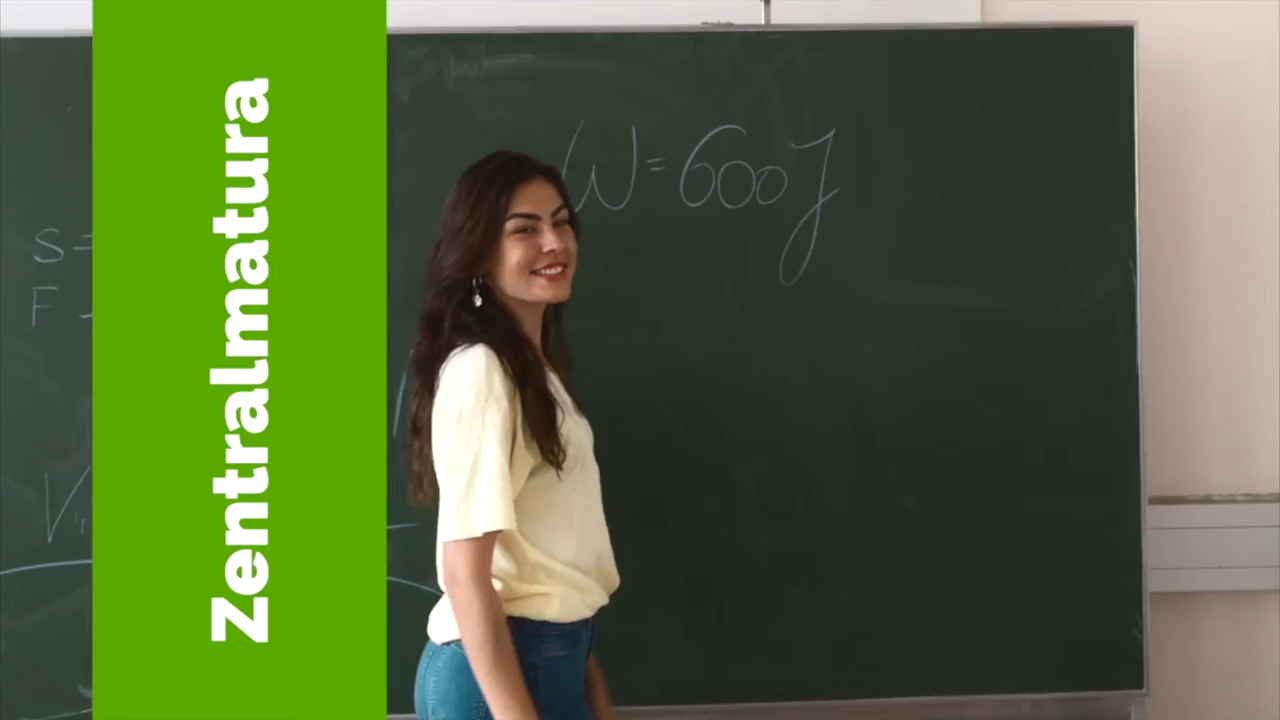 Zentralmatura
W = 600 J
S =
F =
V